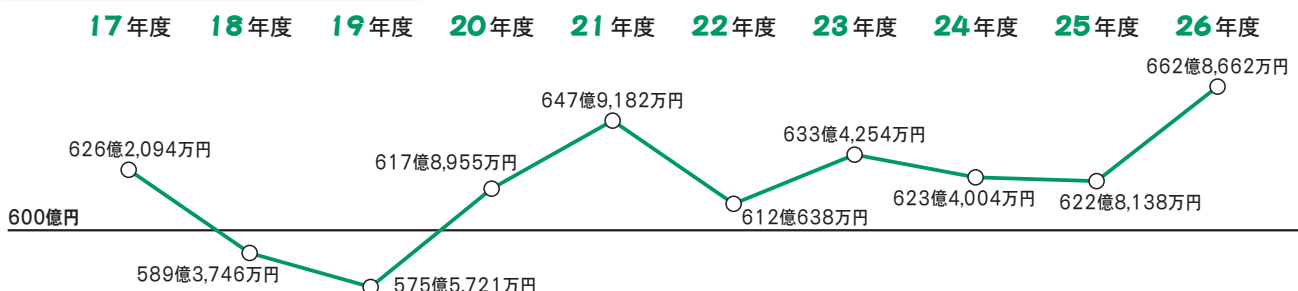 17年度 18年度 19年度 20年度 21年度 22年度 23年度 24年度 25年度 26年度
662億8,662万円
647億9,182万円
633億4,254万円
626億2,094万円
617億8,955万円
623億4,004万円
622億8,138万円
600億円
612億638万円
589億3,746万円
575億5,721万円